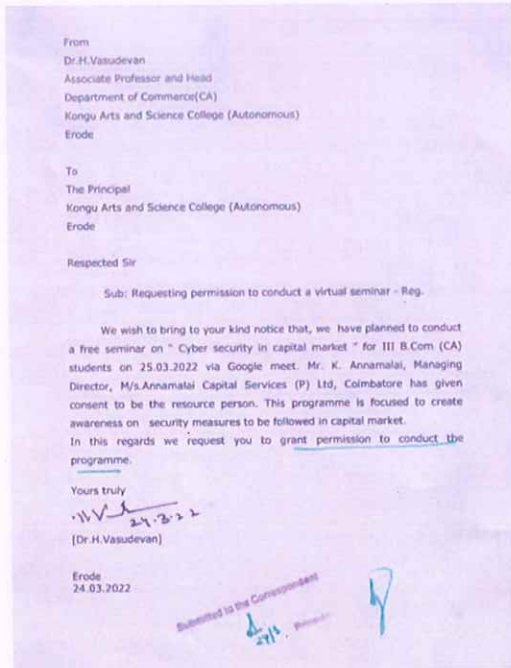 From
Dr.H.Vasudevan
Associate Professor and Head
Department of Commerce(CA)
Kongu Arts and Science College (Autonomous)
Erode
To
The Principal
Kongu Arts and Science College (Autonomous)
Erode
Respected Sir
Sub: Requesting permission to conduct a virtual seminar - Reg.
We wish to bring to your kind notice that, we have planned to conduct
a free seminar on " Cyber security in capital market " for III B.Com (CA)
students on 25.03.2022 via Google meet. Mr. K. Annamalai, Managing
Director, M/s.Annamalai Capital Services (P) Ltd, Coimbatore has given
consent to be the resource person. This programme is focused to create
awareness on security measures to be followed in capital market.
In this regards we request you to grant permission to conduct the
programme.
Yours truly
24.3.22
[Dr.H.Vasudevan]
Erode
24.03.2022
Submitted to the Correspondent
24/3